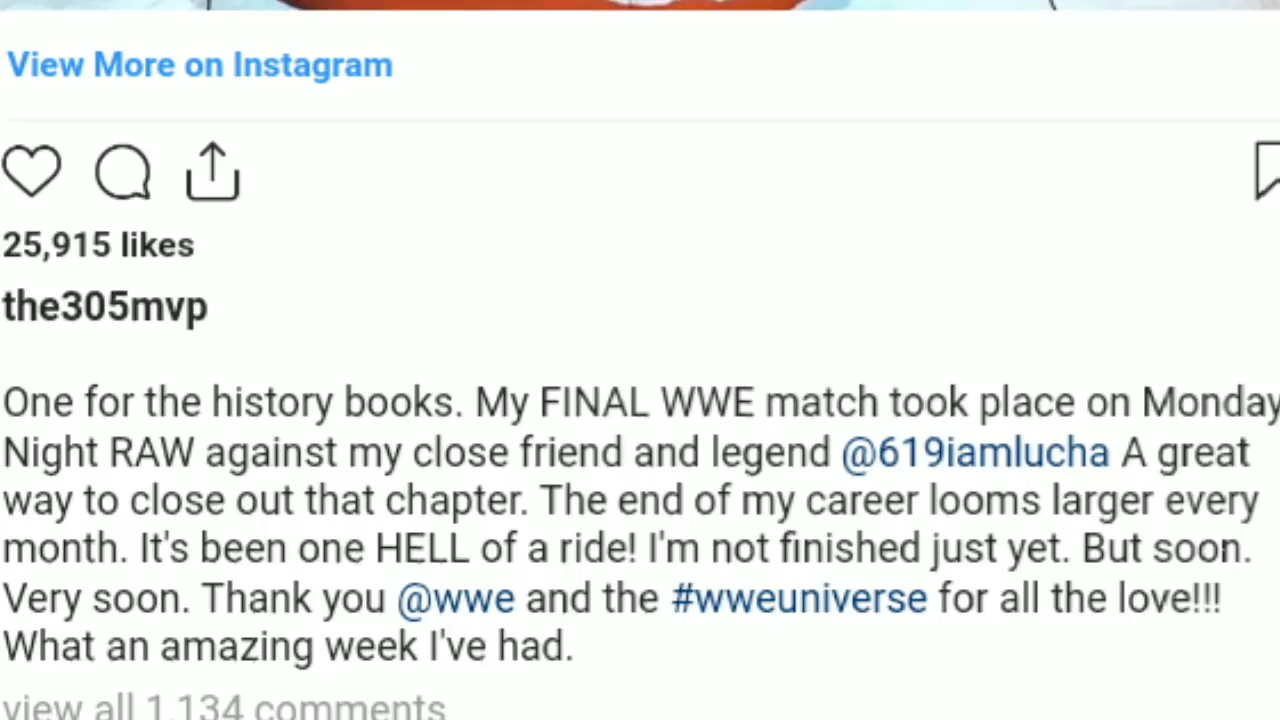 View More on Instagram
25,915 likes
the305mvp
One for the history books. My FINAL WWE match took place on Monday
Night RAW against my close friend and legend @619iamlucha A great
way to close out that chapter. The end of my career looms larger every
month. It's been one HELL of a ride! I'm not finished just yet. But soon.
Very soon. Thank you @wwe and the #wweuniverse for all the love!!!
What an amazing week I've had.
view all 1,134 comments